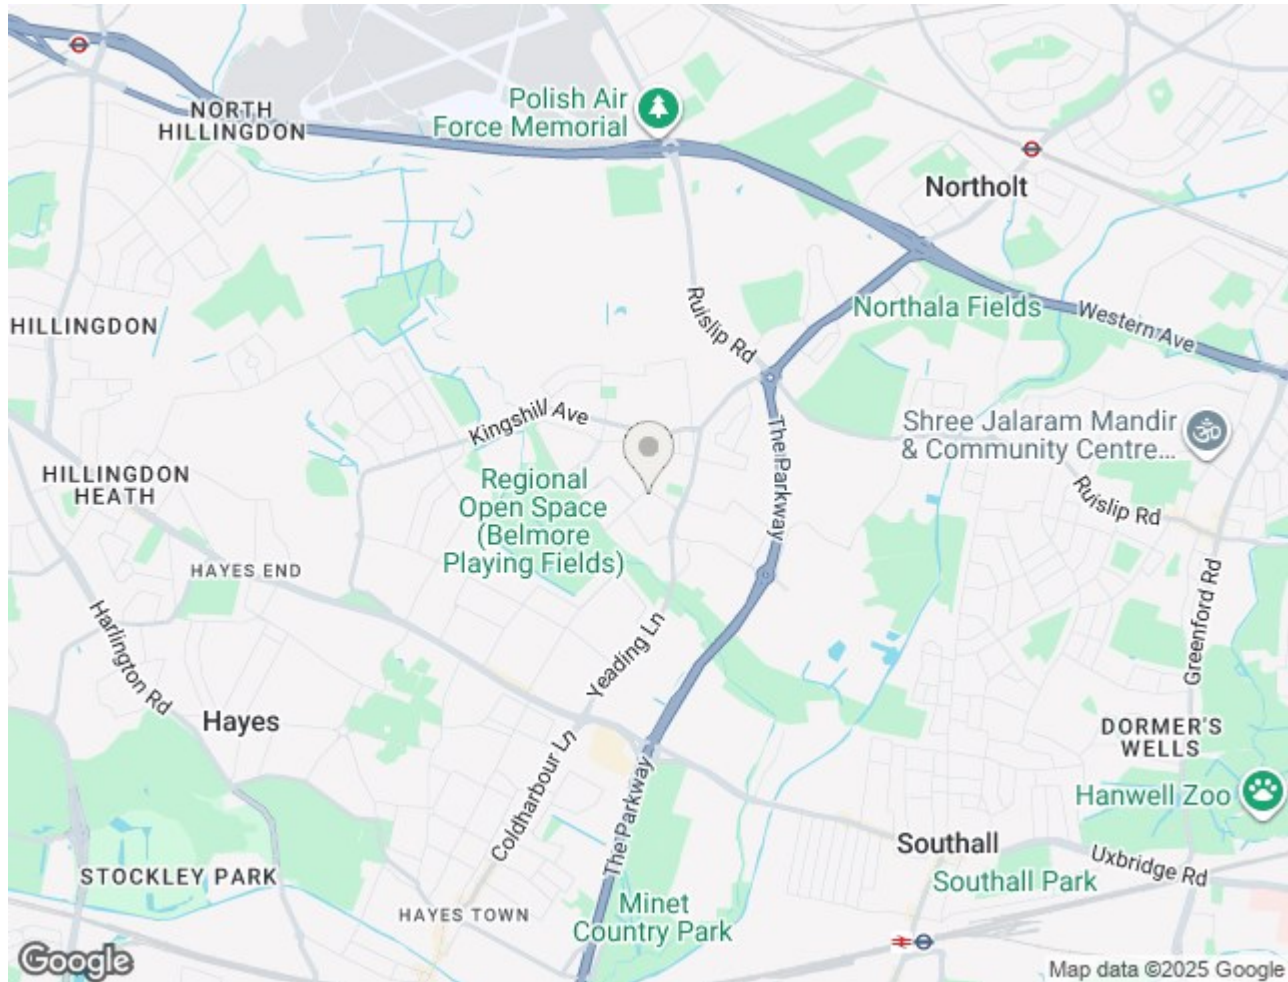 Polish Air
Force Memorial
NORTH
HILLINGDON
Northolt
Ruislip Rd
Northala Fields
Western Ave
HILLINGDON
Kingshill Ave
The Parkway
Shree Jalaram Mandir
& Community Centre...
HILLINGDON
HEATH
Regional
Open Space
(Belmore
Playing Fields)
Ruislip Rd
HAYES END
Harlington Rd
Greenford Rd
Yeading Ln
Hayes
DORMER'S
WELLS
Coldharbour Ln
The Parkway
Hanwell Zoo
Southall
Uxbridge Rd
STOCKLEY PARK
Southall Park
HAYES TOWN
Minet
Country Park
Google
Map data ©2025 Google